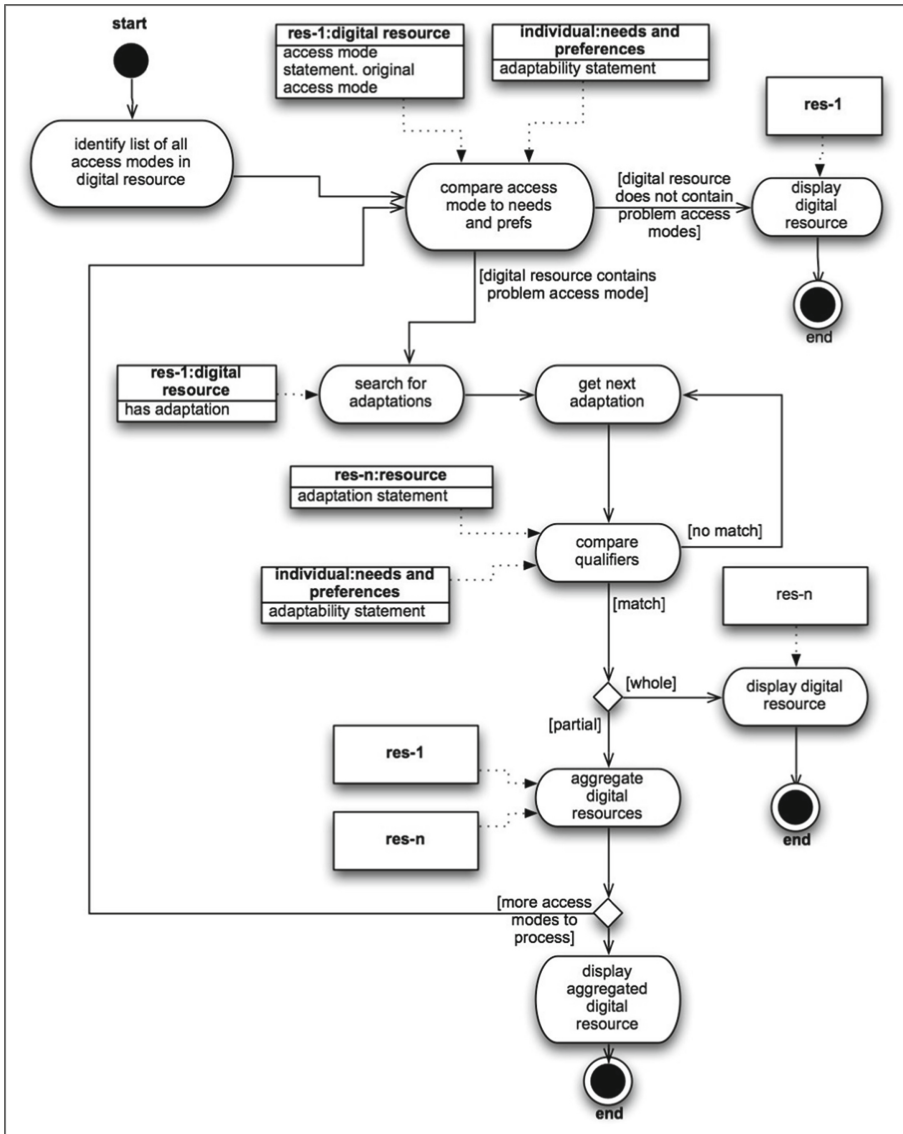 start
res-1:digital resource
access mode
statement. original
access mode
individual:needs and
preferences
adaptability statement
res-1
identify list of all
access modes in
digital resource
compare access
mode to needs
and prefs
[digital resource
does not contain
problem access
modes]
display
digital
resource
[digital resource contains
problem access mode]
end
res-1:digital
resource
has adaptation
search for
adaptations
get next
adaptation
res-n:resource
adaptation statement
compare
qualifiers
[no match]
individual:needs and
preferences
adaptability statement
[match]
res-n
[whole]
display digital
resource
[partial]
res-1
aggregate
digital
resources
res-n
end
[more access
modes to
process]
display
aggregated
digital
resource
end